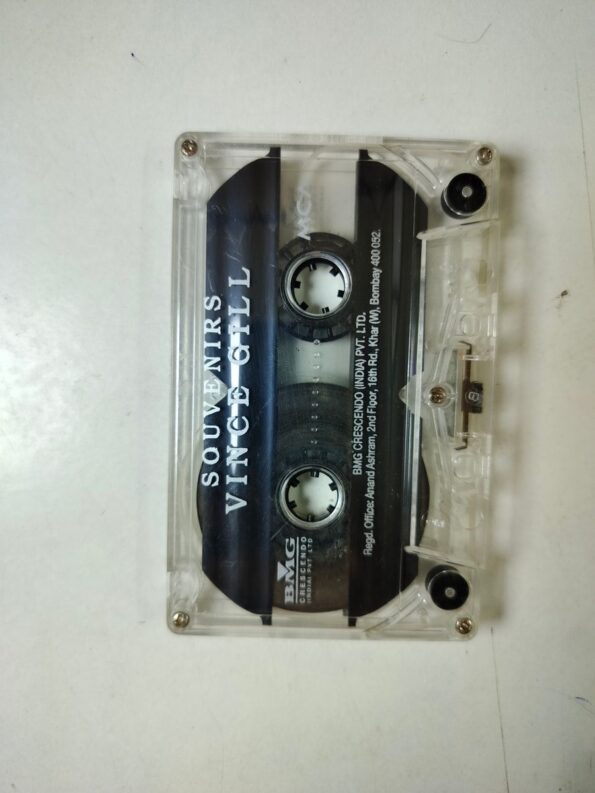 SOUVENIRS
VINCE GILL
MCA
BMG
CRESCENDO
(INDIA) PVT. LTD
BMG CRESCENDO (INDIA) PVT. LTD.
Regd. Office: Anand Ashram, 2nd Floor, 16th Rd., Khar (W), Bombay 400 052.